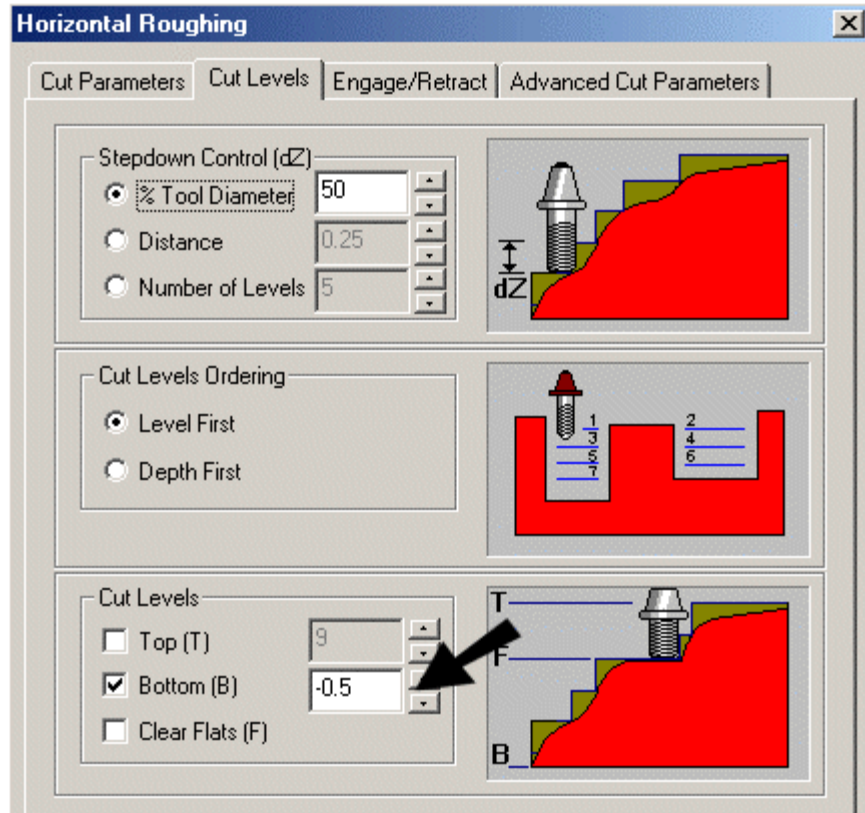 Horizontal Roughing
Cut Parameters Cut Levels Engage/Retract Advanced Cut Parameters
Stepdown Control (dZ)
% Tool Diameter 50
Distance 0.25
Number of Levels 5
dZ
Cut Levels Ordering
Level First
Depth First
1 2
3 4
5 6
7
Cut Levels
Top (T) 9
Bottom (B) -0.5
Clear Flats (F)
T
F
B